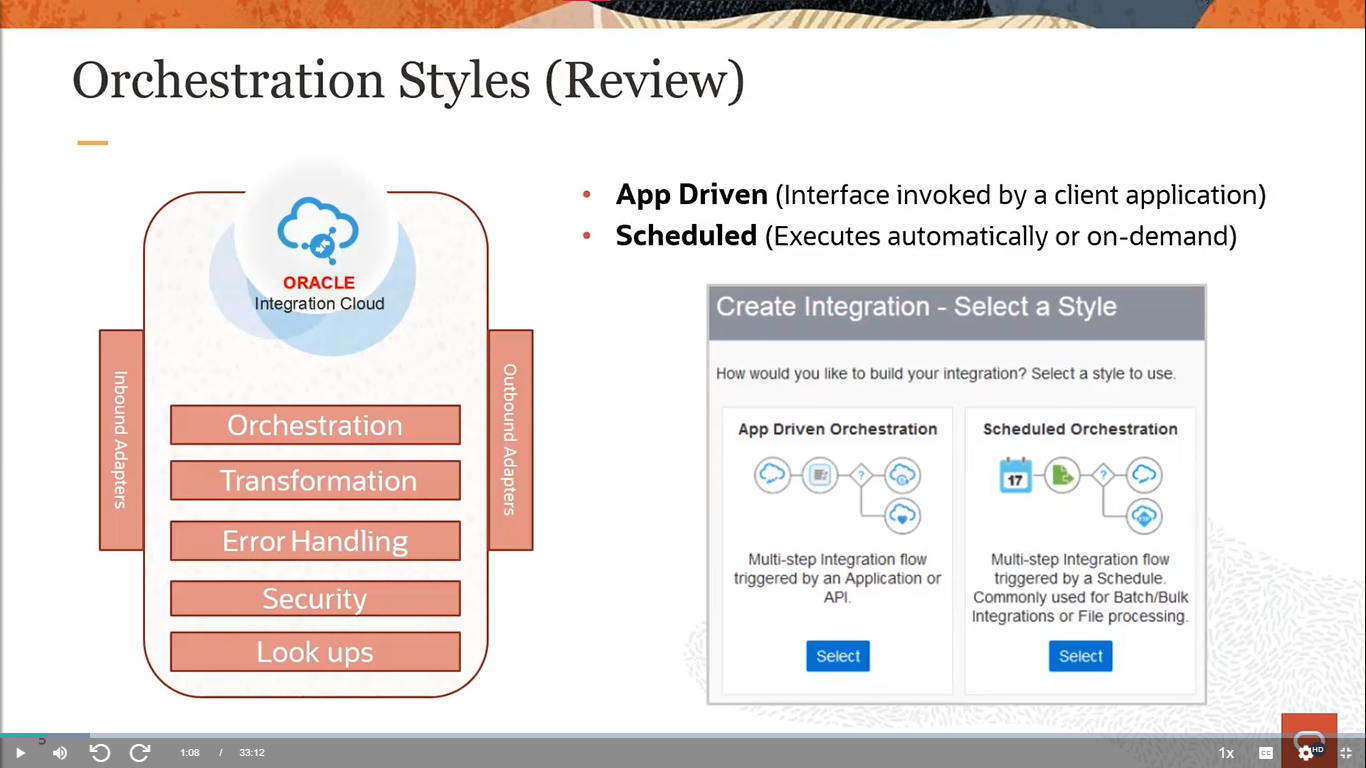 Orchestration Styles (Review)
ORACLE
Integration Cloud
Inbound Adapters
Outbound Adapters
Orchestration
Transformation
Error Handling
Security
Look ups
• App Driven (Interface invoked by a client application)
• Scheduled (Executes automatically or on-demand)
Create Integration - Select a Style
How would you like to build your integration? Select a style to use.
App Driven Orchestration
?
Multi-step Integration flow
triggered by an Application or
API.
Select
Scheduled Orchestration
17
?
FTP
Multi-step Integration flow
triggered by a Schedule.
Commonly used for Batch/Bulk
Integrations or File processing.
Select
5
1:08 / 33:12
1x
CC
HD